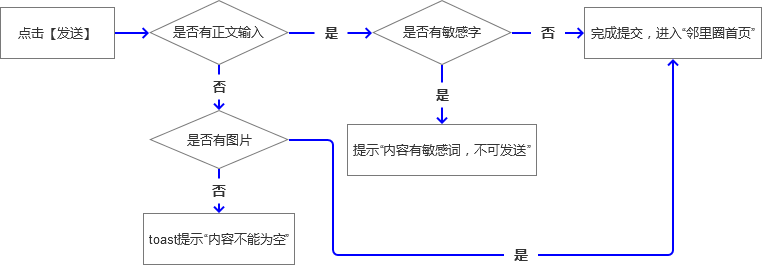 点击【发送】
是否有正文输入
是
是否有敏感字
否
完成提交，进入“邻里圈首页”
否
是
是否有图片
提示“内容有敏感词，不可发送”
否
toast提示“内容不能为空”
是